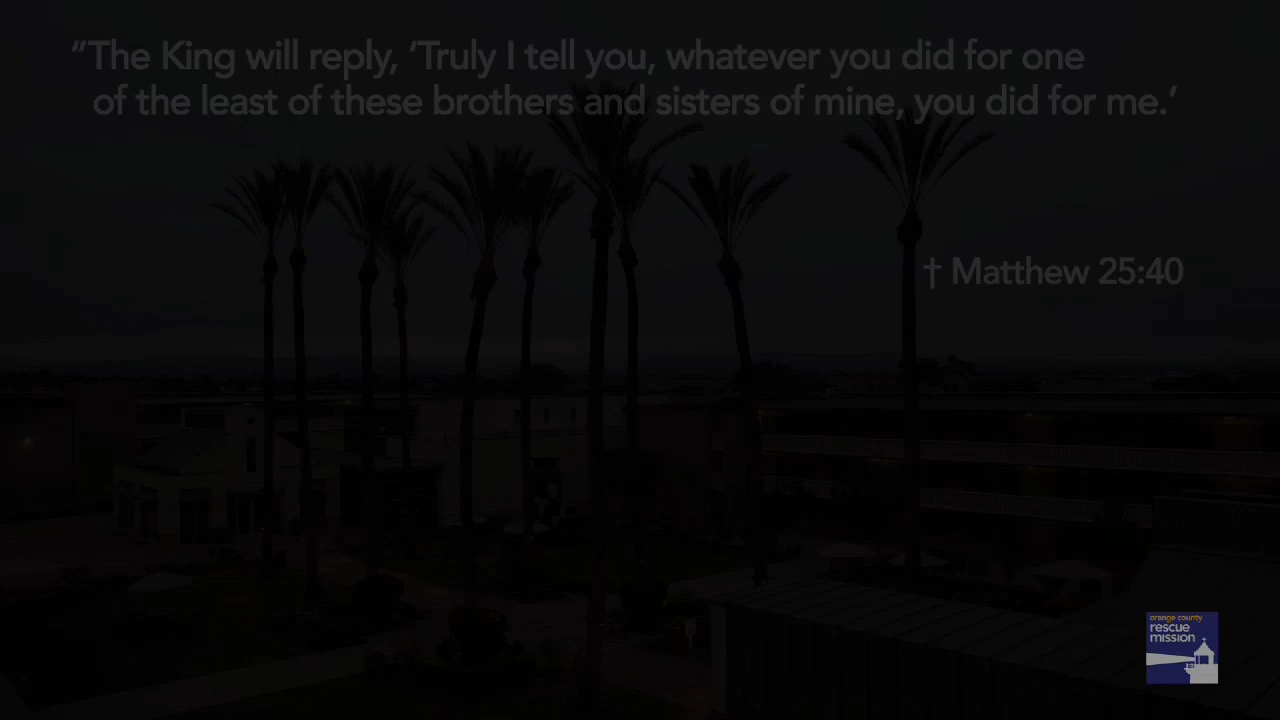 “The King will reply, ‘Truly I tell you, whatever you did for one
of the least of these brothers and sisters of mine, you did for me.’
† Matthew 25:40
orange county
rescue
mission